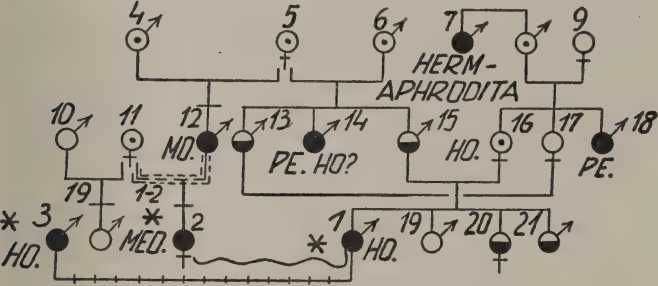 4 5 6 7 9
HERM-
APHRODITA
10 11 12 13 14 15 16 17 18
MO. PE. HO? HO. PE.
19 1-2
* 3 * 2 * 1 19 20 21
HO. MED. HO.